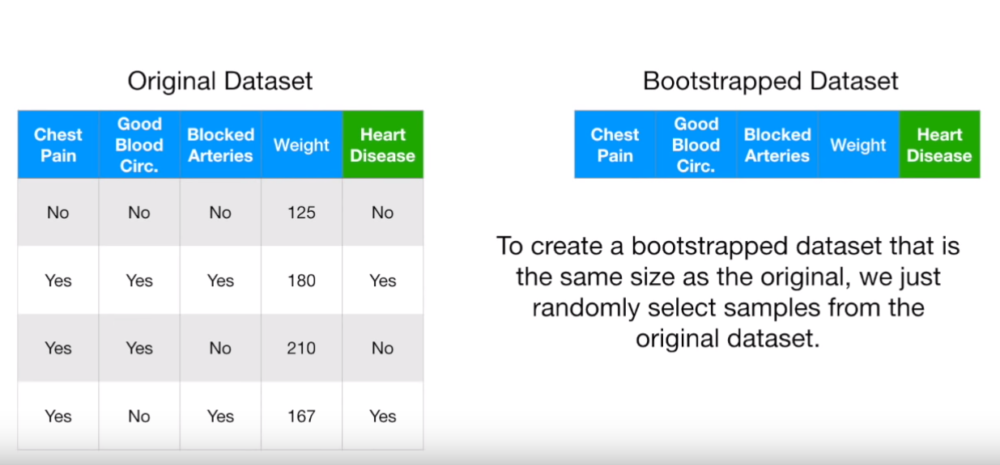 Original Dataset
Chest Pain Good Blood Circ. Blocked Arteries Weight Heart Disease
No No No 125 No
Yes Yes Yes 180 Yes
Yes Yes No 210 No
Yes No Yes 167 Yes
Bootstrapped Dataset
Chest Pain Good Blood Circ. Blocked Arteries Weight Heart Disease
To create a bootstrapped dataset that is
the same size as the original, we just
randomly select samples from the
original dataset.